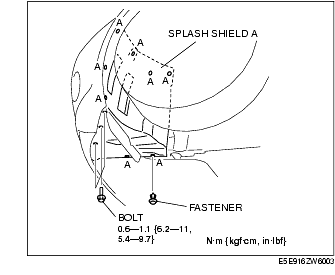 A
SPLASH SHIELD A
A
A
A
A
A
A
A
BOLT
0.6—1.1 {6.2—11,
5.4—9.7}
FASTENER
N·m {kgf·cm, in·lbf}
E5E916ZW6003